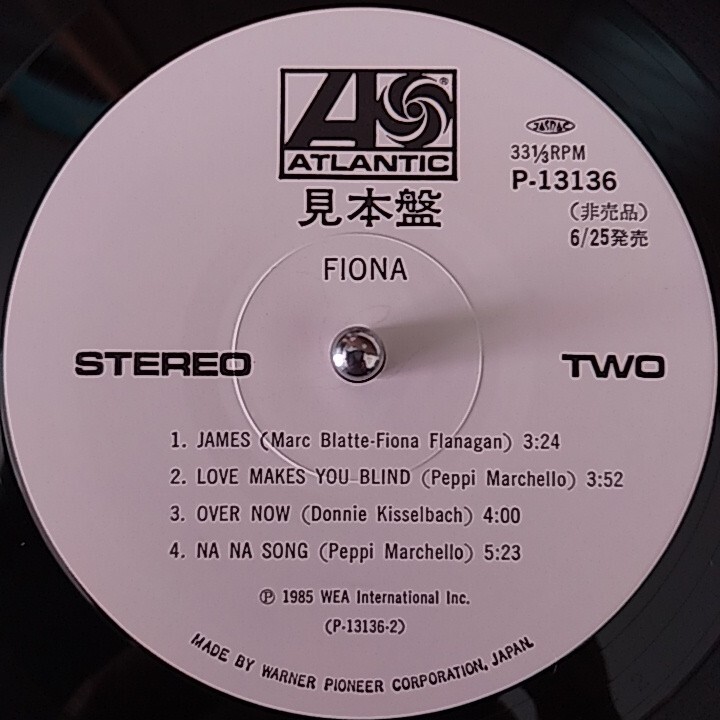 ATLANTIC
®
見本盤
JASRAC
33⅓RPM
P-13136
(非売品)
6/25発売
FIONA
STEREO
TWO
1. JAMES (Marc Blatte-Fiona Flanagan) 3:24
2. LOVE MAKES YOU BLIND (Peppi Marchello) 3:52
3. OVER NOW (Donnie Kisselbach) 4:00
4. NA NA SONG (Peppi Marchello) 5:23
℗ 1985 WEA International Inc.
(P-13136-2)
MADE BY WARNER PIONEER CORPORATION, JAPAN.